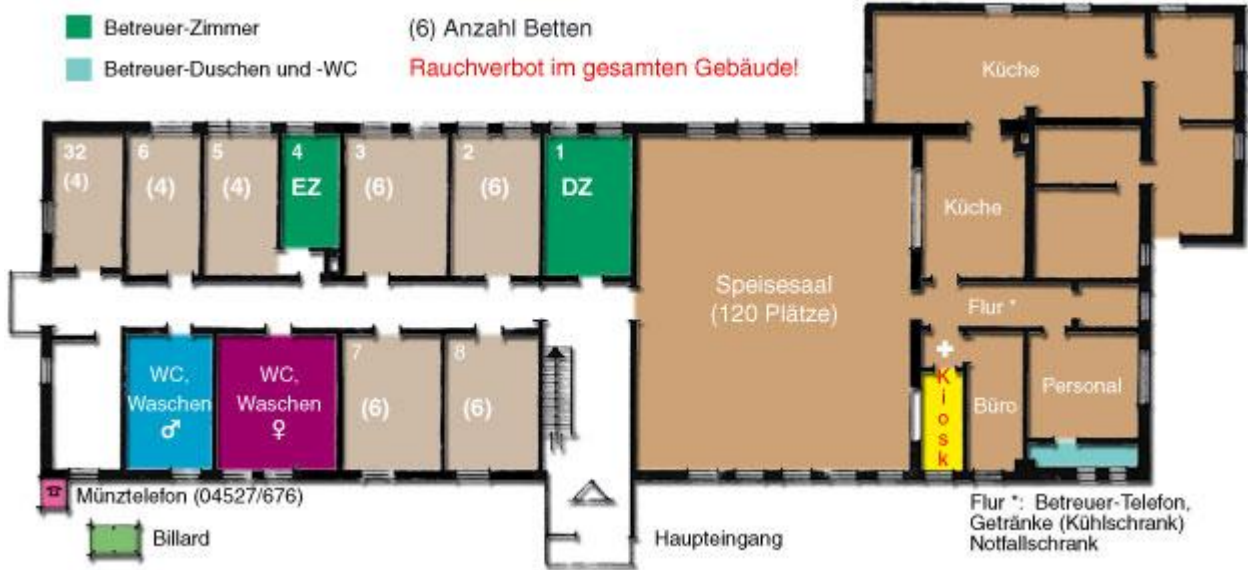 Betreuer-Zimmer
(6) Anzahl Betten
Betreuer-Duschen und -WC
Rauchverbot im gesamten Gebäude!
Küche
32
(4)
6
(4)
5
(4)
4
EZ
3
(6)
2
(6)
1
DZ
Küche
Speisesaal
(120 Plätze)
Flur *
WC,
Waschen
♂
WC,
Waschen
♀
7
(6)
8
(6)
Kiosk
Büro
Personal
Münztelefon (04527/676)
Billard
Haupteingang
Flur *: Betreuer-Telefon,
Getränke (Kühlschrank)
Notfallschrank